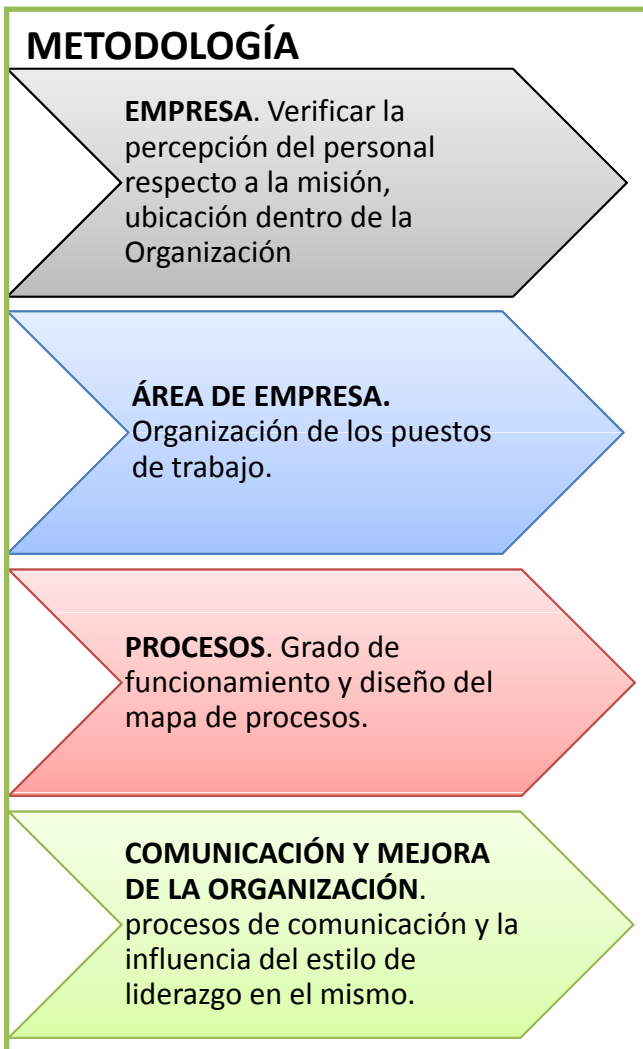 METODOLOGÍA
EMPRESA. Verificar la
percepción del personal
respecto a la misión,
ubicación dentro de la
Organización
ÁREA DE EMPRESA.
Organización de los puestos
de trabajo.
PROCESOS. Grado de
funcionamiento y diseño del
mapa de procesos.
COMUNICACIÓN Y MEJORA
DE LA ORGANIZACIÓN.
procesos de comunicación y la
influencia del estilo de
liderazgo en el mismo.